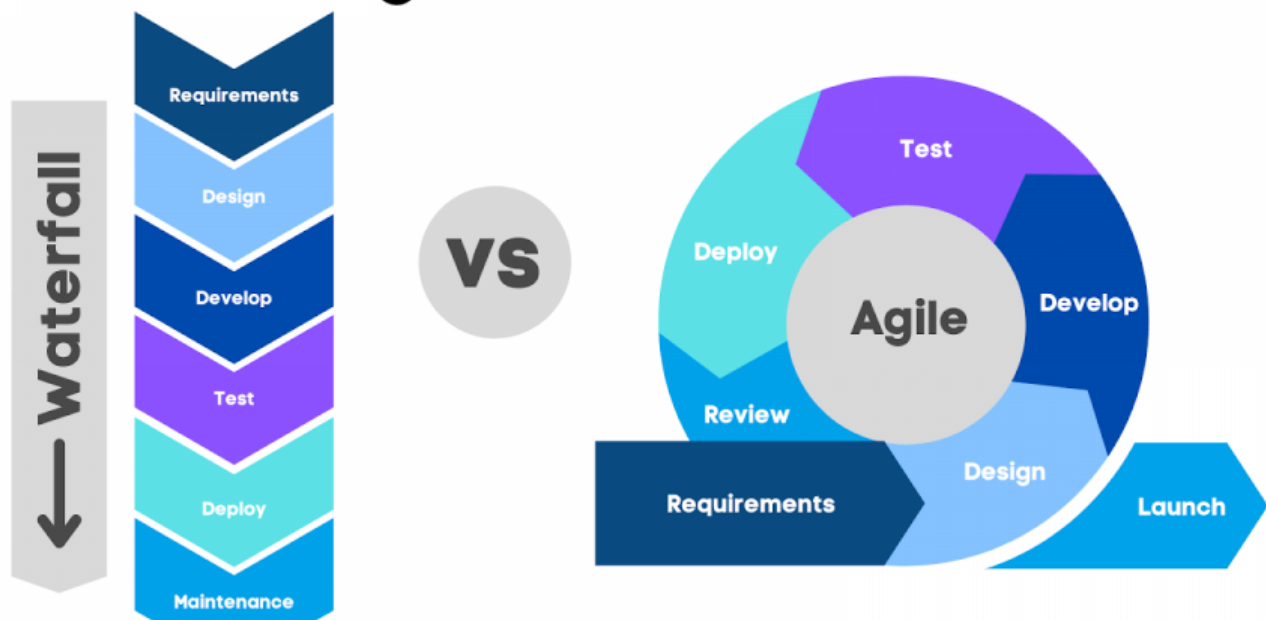 Waterfall
Requirements
Design
Develop
Test
Deploy
Maintenance
VS
Agile
Requirements
Design
Develop
Test
Deploy
Review
Launch